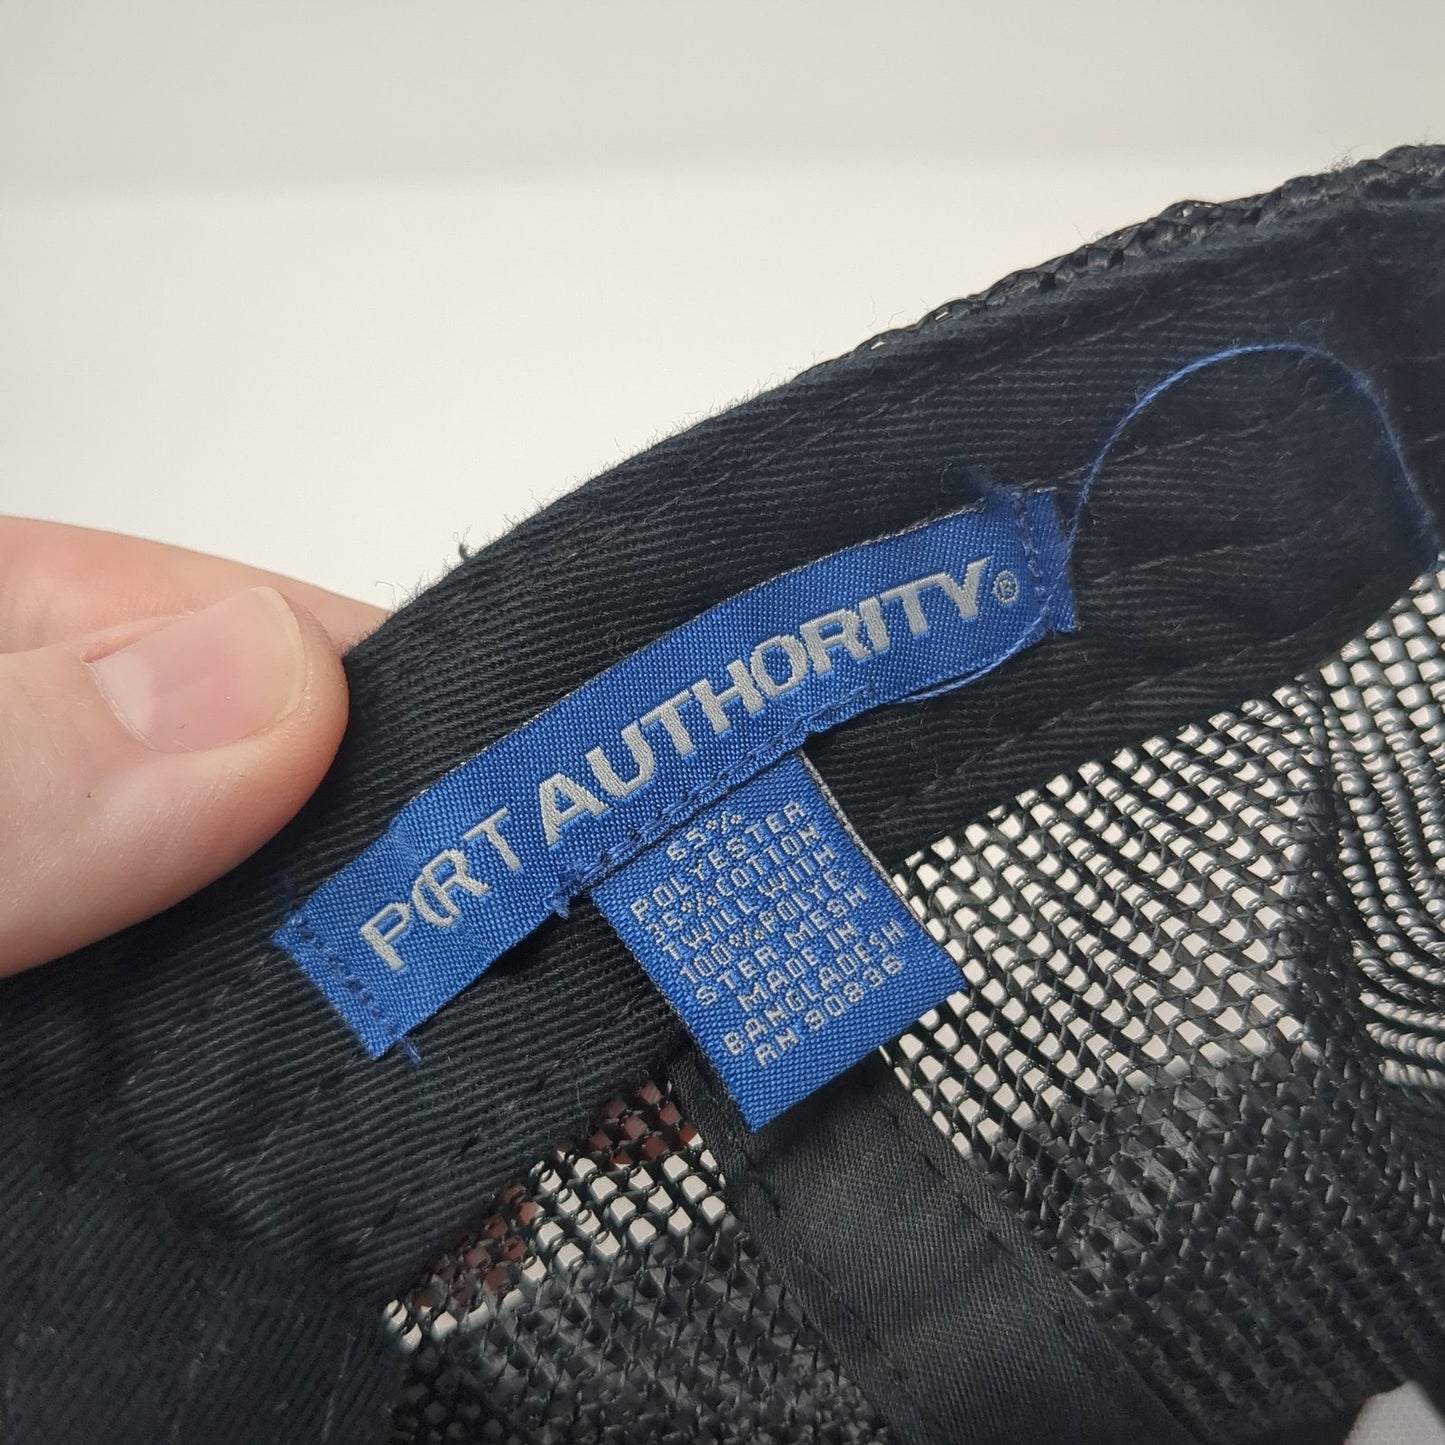 PORT AUTHORITY®
65%
POLYESTER
35% COTTON
TWILL WITH
100% POLYE-
STER MESH
MADE IN
BANGLADESH
RN 90836